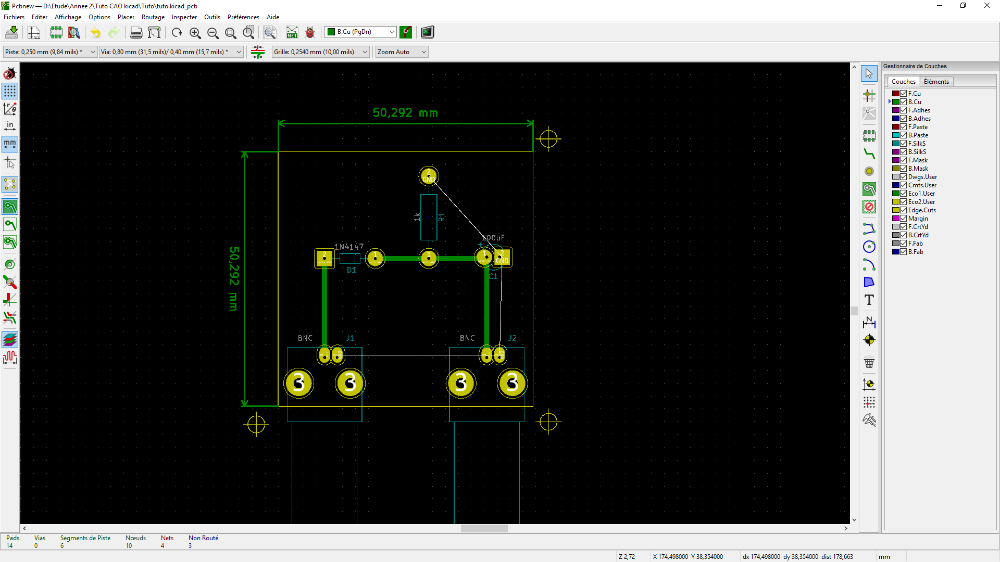 Pcbnew — D:\Etude\Annee 2\Tuto CAO kicad\Tuto\tuto.kicad_pcb
Fichiers Editer Affichage Options Placer Routage Inspecter Outils Préférences Aide
NET
B.Cu (PgDn)
Piste: 0,250 mm (9,84 mils) * Via: 0,80 mm (31,5 mils)/ 0,40 mm (15,7 mils) * Grille: 0,2540 mm (10,00 mils) Zoom Auto
in
mm
50,292 mm
50,292 mm
2
GND
1k
R1
100uF
+
1N4147
2
1
1
1
2
GND
D1
C1
BNC
J1
BNC
J2
1
2
GND
1
2
GND
3
3
3
3
T
N
Gestionnaire de Couches
Couches Éléments
F.Cu
B.Cu
F.Adhes
B.Adhes
F.Paste
B.Paste
F.SilkS
B.SilkS
F.Mask
B.Mask
Dwgs.User
Cmts.User
Eco1.User
Eco2.User
Edge.Cuts
Margin
F.CrtYd
B.CrtYd
F.Fab
B.Fab
Pads Vias Segments de Piste Nœuds Nets Non Routé
14 0 6 10 4 3
Z 2,72 X 174,498000 Y 38,354000 dx 174,498000 dy 38,354000 dist 178,663 mm